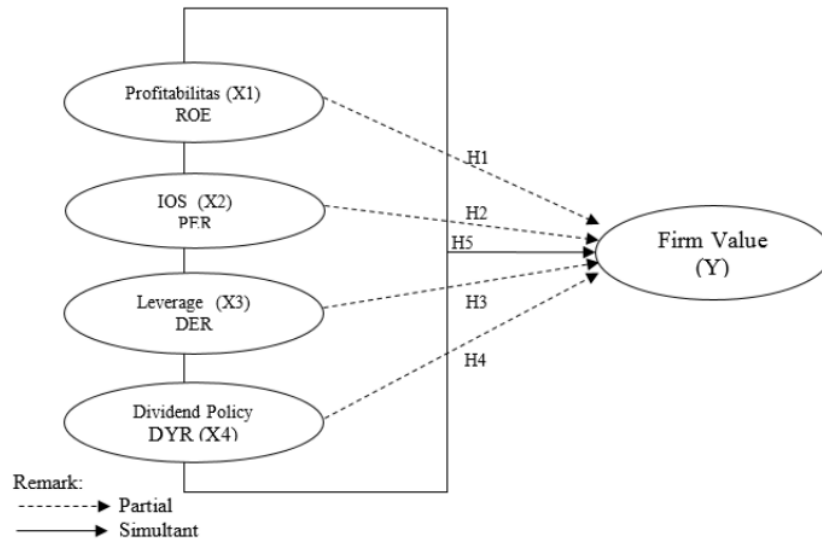 Profitabilitas (X1)
ROE
H1
IOS (X2)
PER
H2
H5
Firm Value
(Y)
Leverage (X3)
DER
H3
H4
Dividend Policy
DYR (X4)
Remark:
Partial
Simultant